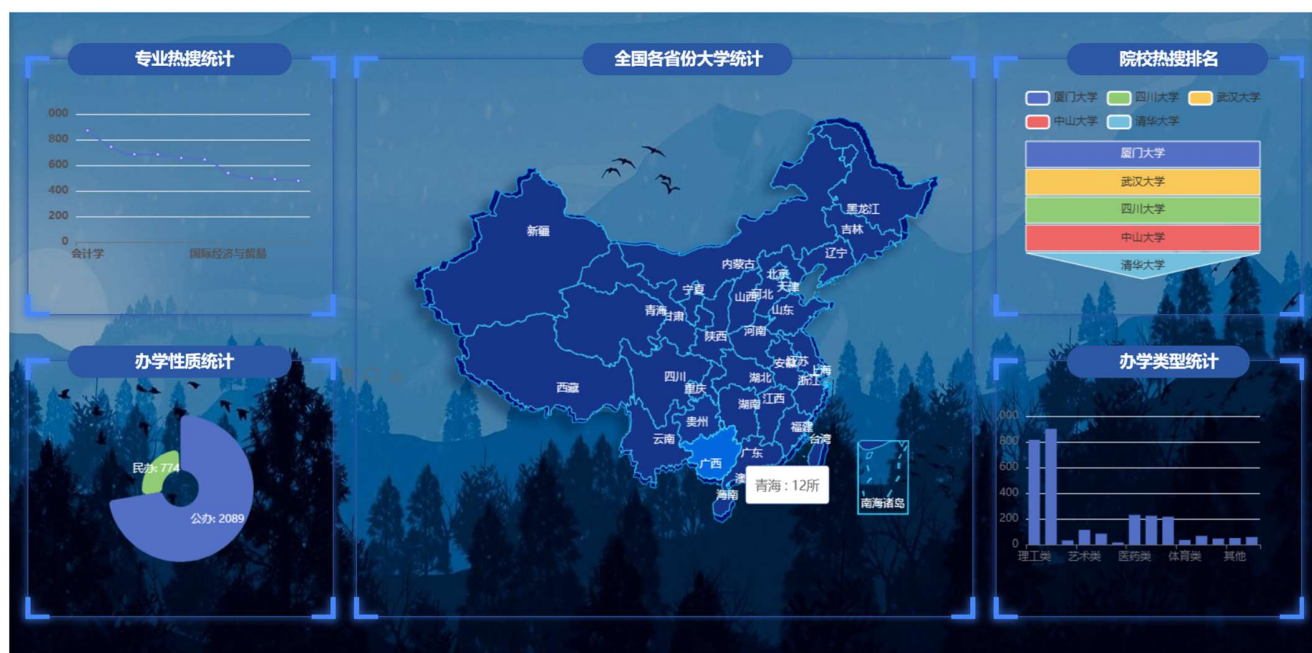 专业热搜统计
000
800
600
400
200
0
会计学
国际经济与贸易
办学性质统计
民办: 774
公办: 2089
全国各省份大学统计
黑龙江
吉林
新疆
辽宁
内蒙古
北京
天津
宁夏
山西
河北
青海
甘肃
山东
陕西
河南
安徽
江苏
上海
四川
湖北
浙江
西藏
重庆
湖南
江西
贵州
福建
云南
台湾
广东
广西
澳
海南
青海 : 12所
南海诸岛
院校热搜排名
厦门大学
四川大学
武汉大学
中山大学
清华大学
厦门大学
武汉大学
四川大学
中山大学
清华大学
办学类型统计
,000
800
600
400
200
0
理工类
艺术类
医药类
体育类
其他